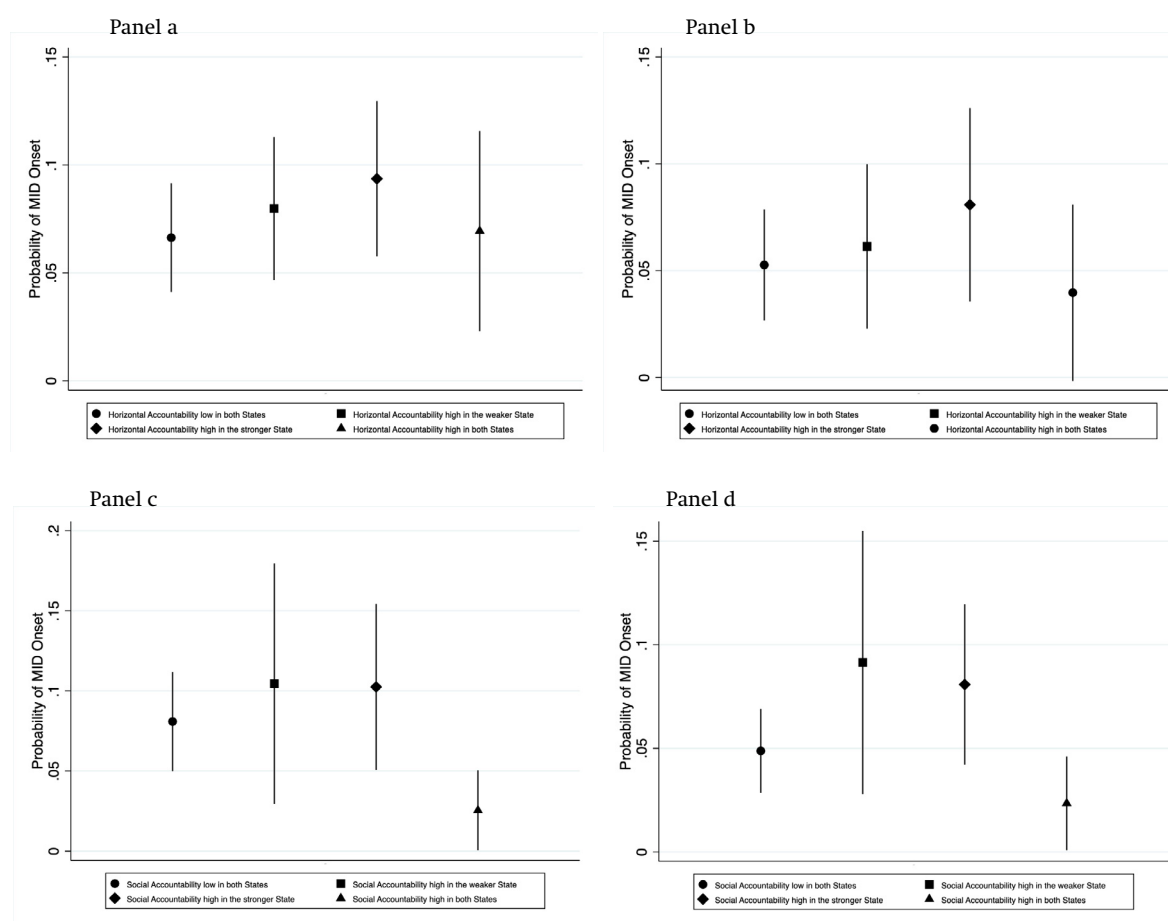 Panel a
Probability of MID Onset
.15
.1
.05
0
Horizontal Accountability low in both States
Horizontal Accountability high in the weaker State
Horizontal Accountability high in the stronger State
Horizontal Accountability high in both States
Panel b
Probability of MID Onset
.15
.1
.05
0
Horizontal Accountability low in both States
Horizontal Accountability high in the weaker State
Horizontal Accountability high in the stronger State
Horizontal Accountability high in both States
Panel c
Probability of MID Onset
.2
.15
.1
.05
0
Social Accountability low in both States
Social Accountability high in the weaker State
Social Accountability high in the stronger State
Social Accountability high in both States
Panel d
Probability of MID Onset
.15
.1
.05
0
Social Accountability low in both States
Social Accountability high in the weaker State
Social Accountability high in the stronger State
Social Accountability high in both States